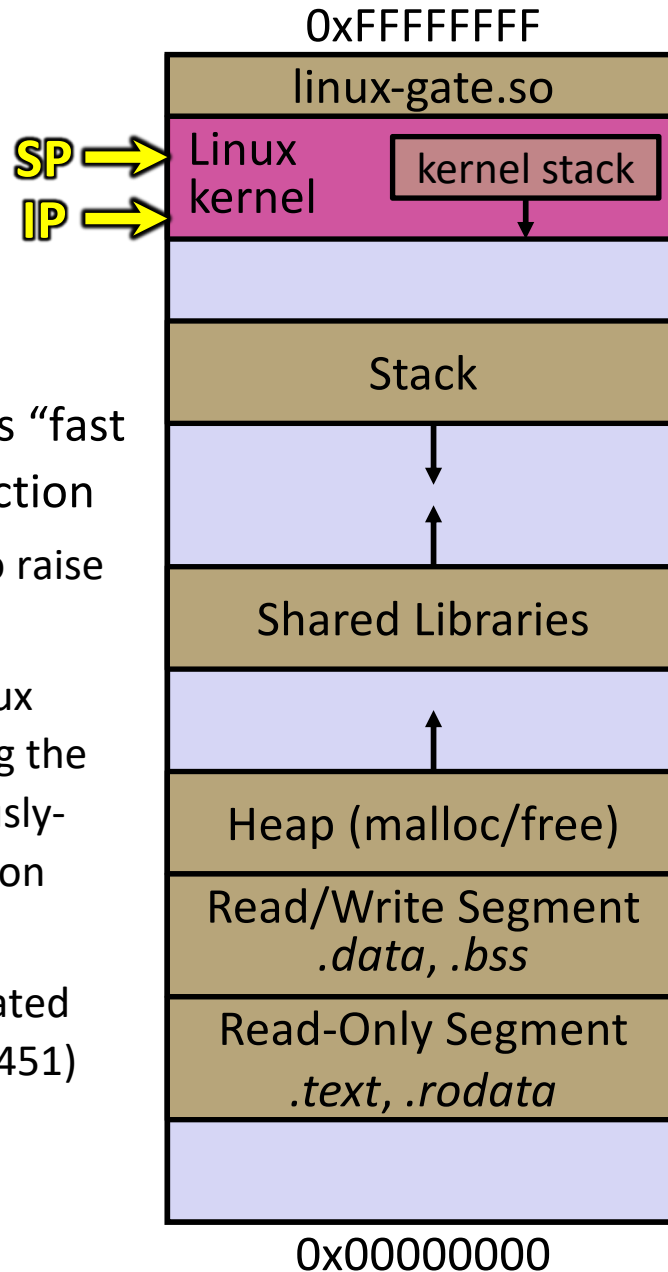 0xFFFFFFFF
linux-gate.so
SP
Linux
kernel
kernel stack
IP
Stack
s “fast
ction
o raise
ux
g the
usly-
on
ated
451)
Shared Libraries
Heap (malloc/free)
Read/Write Segment
.data, .bss
Read-Only Segment
.text, .rodata
0x00000000